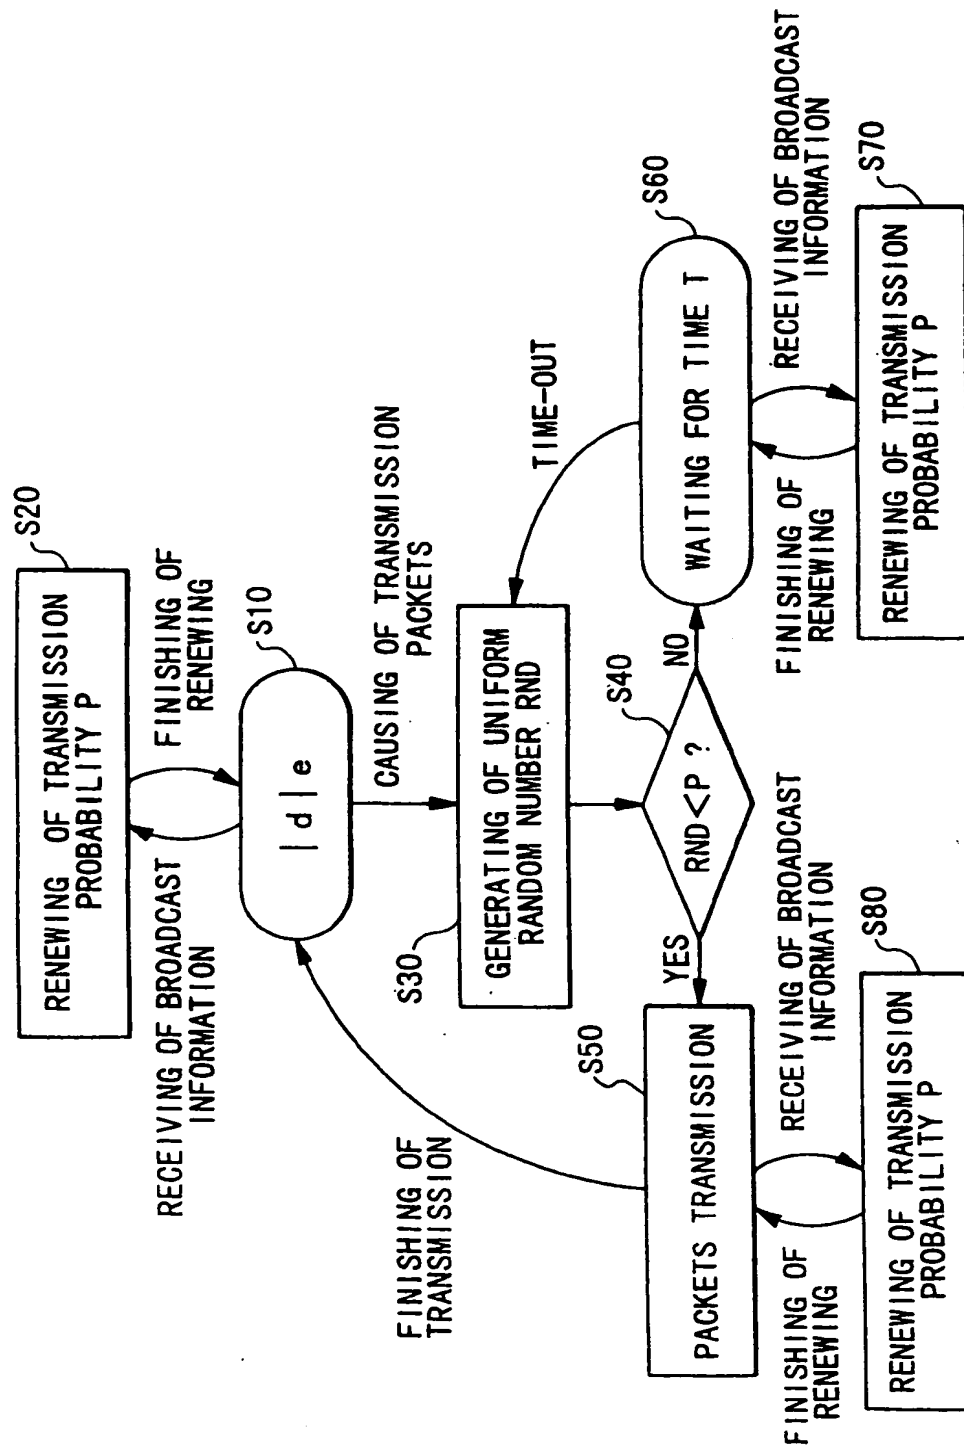 RENEWING OF TRANSMISSION
PROBABILITY P
S20
RECEIVING OF BROADCAST
INFORMATION
FINISHING OF
RENEWING
Idle
S10
CAUSING OF TRANSMISSION
PACKETS
FINISHING OF
TRANSMISSION
S30
GENERATING OF UNIFORM
RANDOM NUMBER RND
TIME-OUT
S40
RND<P ?
YES
NO
S50
PACKETS TRANSMISSION
S60
WAITING FOR TIME T
FINISHING OF
RENEWING
RECEIVING OF BROADCAST
INFORMATION
S80
RENEWING OF TRANSMISSION
PROBABILITY P
FINISHING OF
RENEWING
RECEIVING OF BROADCAST
INFORMATION
S70
RENEWING OF TRANSMISSION
PROBABILITY P